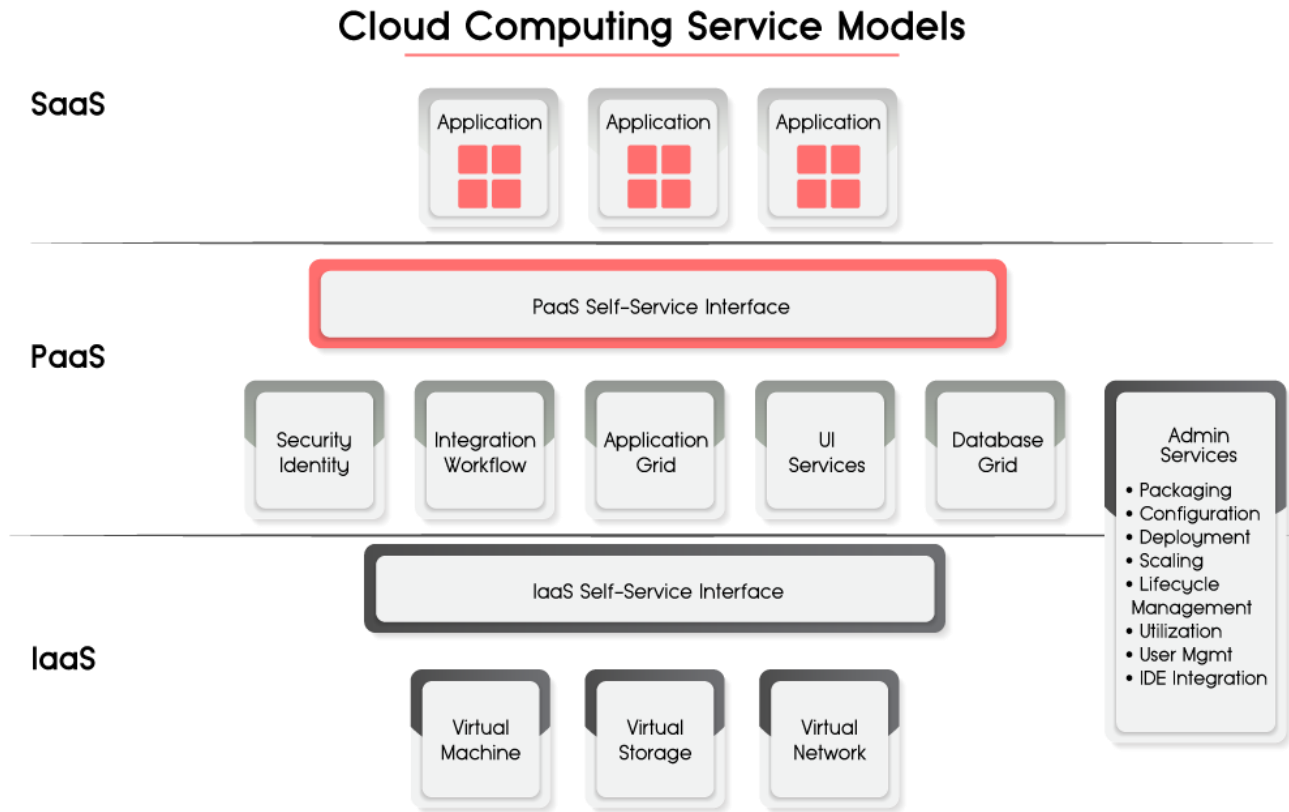 Cloud Computing Service Models
SaaS
Application
Application
Application
PaaS Self-Service Interface
PaaS
Security
Identity
Integration
Workflow
Application
Grid
UI
Services
Database
Grid
Admin
Services
• Packaging
• Configuration
• Deployment
• Scaling
• Lifecycle
Management
• Utilization
• User Mgmt
• IDE Integration
IaaS Self-Service Interface
IaaS
Virtual
Machine
Virtual
Storage
Virtual
Network